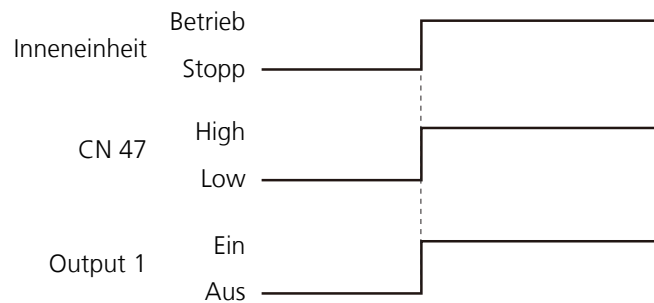 Betrieb
Inneneinheit
Stopp
High
CN 47
Low
Ein
Output 1
Aus